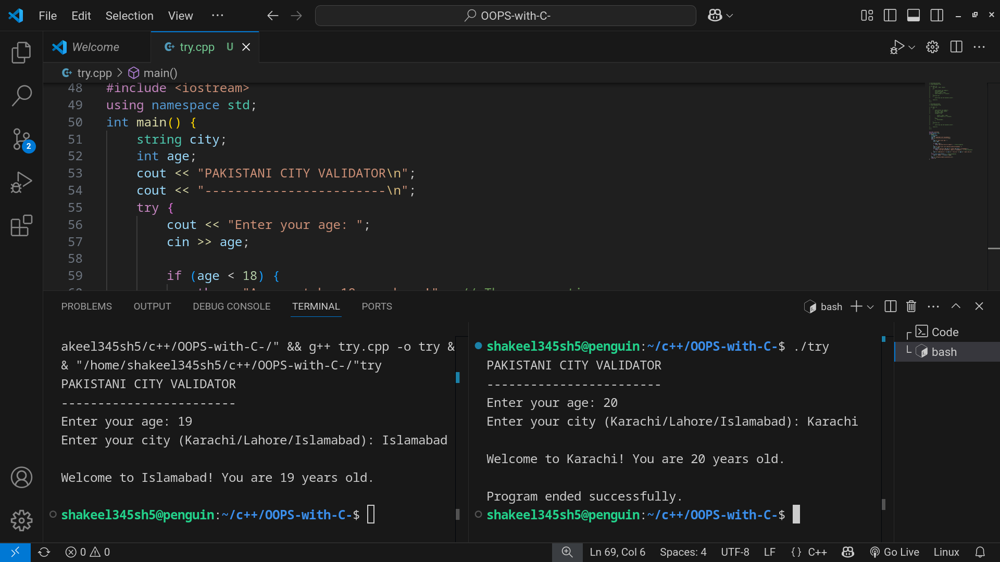 File Edit Selection View ··· OOPS-with-C-
Welcome
try.cpp U
try.cpp > main()
48 #include <iostream>
49 using namespace std;
50 int main() {
51 string city;
52 int age;
53 cout << "PAKISTANI CITY VALIDATOR\n";
54 cout << "------------------------\n";
55 try {
56 cout << "Enter your age: ";
57 cin >> age;
58
59 if (age < 18) {
2
PROBLEMS OUTPUT DEBUG CONSOLE TERMINAL PORTS bash
akeel345sh5/c++/OOPS-with-C-/" && g++ try.cpp -o try &
& "/home/shakeel345sh5/c++/OOPS-with-C-/"try
PAKISTANI CITY VALIDATOR
------------------------
Enter your age: 19
Enter your city (Karachi/Lahore/Islamabad): Islamabad
Welcome to Islamabad! You are 19 years old.
shakeel345sh5@penguin:~/c++/OOPS-with-C-$
shakeel345sh5@penguin:~/c++/OOPS-with-C-$ ./try
PAKISTANI CITY VALIDATOR
------------------------
Enter your age: 20
Enter your city (Karachi/Lahore/Islamabad): Karachi
Welcome to Karachi! You are 20 years old.
Program ended successfully.
shakeel345sh5@penguin:~/c++/OOPS-with-C-$
Code
bash
0 0 Ln 69, Col 6 Spaces: 4 UTF-8 LF {} C++ Go Live Linux